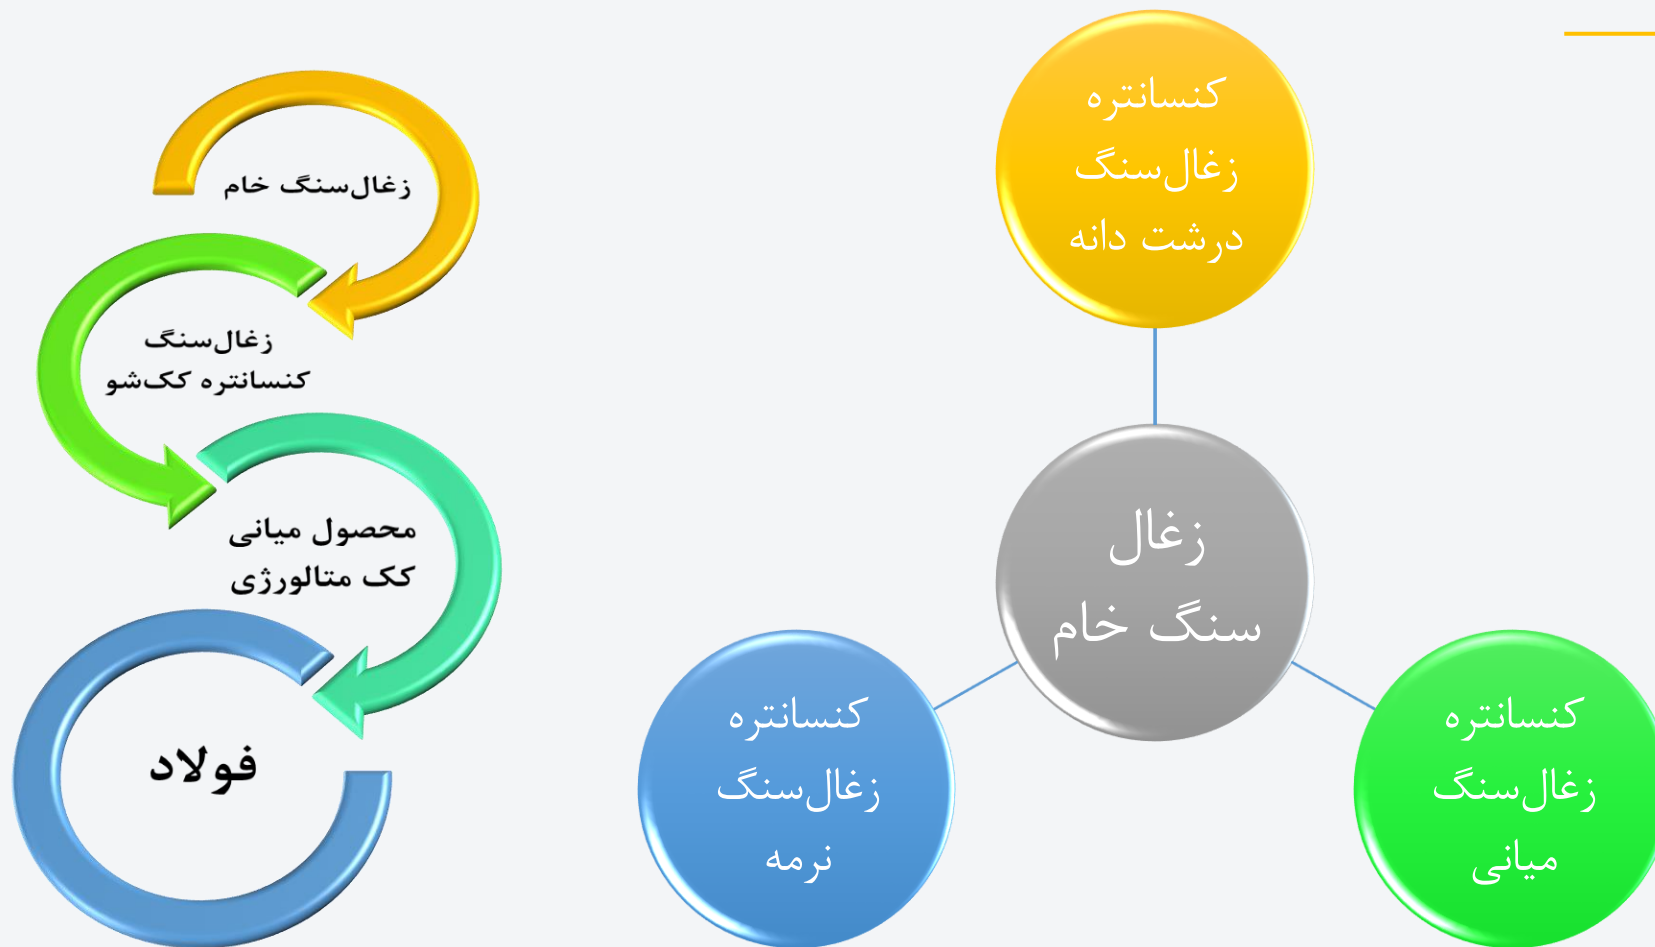 کنسانتره
زغال‌سنگ
درشت دانه
زغال
سنگ خام
کنسانتره
زغال‌سنگ
میانی
کنسانتره
زغال‌سنگ
نرمه
زغال‌سنگ خام
زغال‌سنگ
کنسانتره کک‌شو
محصول میانی
کک متالورژی
فولاد